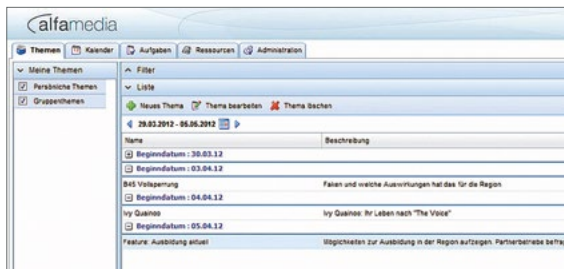 alfamedia
Themen Kalender Aufgaben Ressourcen Administration
Meine Themen
Persönliche Themen
Gruppenthemen
Filter
Liste
Neues Thema Thema bearbeiten Thema löschen
29.03.2012 - 05.05.2012
Name Beschreibung
Beginndatum : 30.03.12
Beginndatum : 03.04.12
B45 Vollsperrung Fakten und welche Auswirkungen hat das für die Region
Beginndatum : 04.04.12
Ivy Quainoo Ivy Quainoo: Ihr Leben nach "The Voice"
Beginndatum : 05.04.12
Feature: Ausbildung aktuell Möglichkeiten zur Ausbildung in der Region aufzeigen. Partnerbetriebe befrag